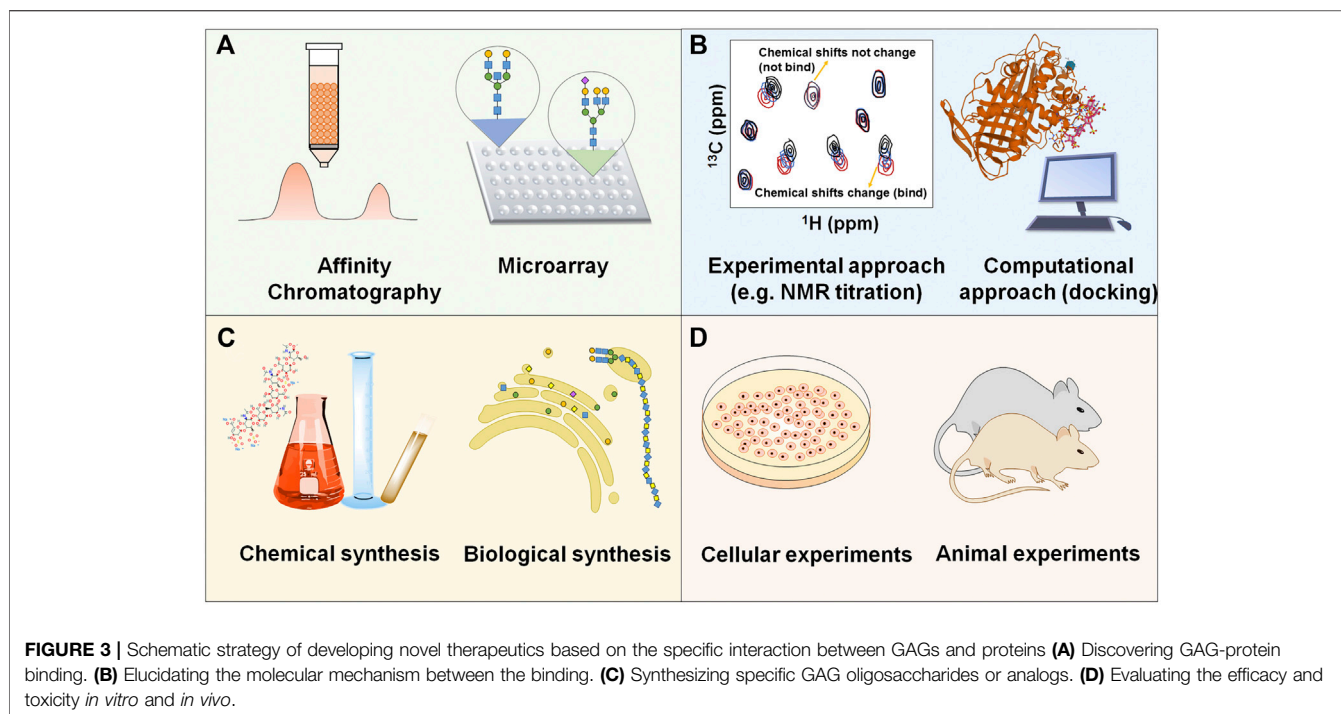 A
Affinity
Chromatography
Microarray
B
Chemical shifts not change
(not bind)
¹³C (ppm)
Chemical shifts change (bind)
¹H (ppm)
Experimental approach
(e.g. NMR titration)
Computational
approach (docking)
C
Chemical synthesis
Biological synthesis
D
Cellular experiments
Animal experiments
FIGURE 3 | Schematic strategy of developing novel therapeutics based on the specific interaction between GAGs and proteins (A) Discovering GAG-protein
binding. (B) Elucidating the molecular mechanism between the binding. (C) Synthesizing specific GAG oligosaccharides or analogs. (D) Evaluating the efficacy and
toxicity in vitro and in vivo.